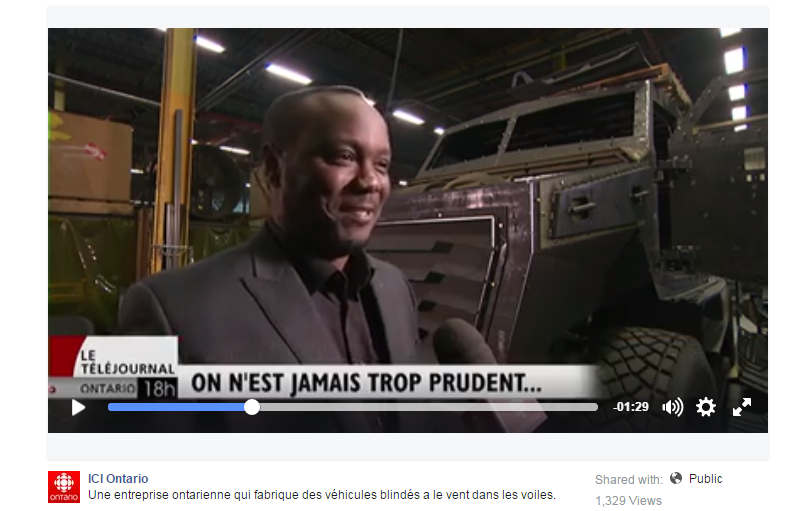 LE
TÉLÉJOURNAL
ONTARIO 18h
ON N'EST JAMAIS TROP PRUDENT...
-01:29
ICI Ontario
Une entreprise ontarienne qui fabrique des véhicules blindés a le vent dans les voiles.
ONTARIO
Shared with: Public
1,329 Views